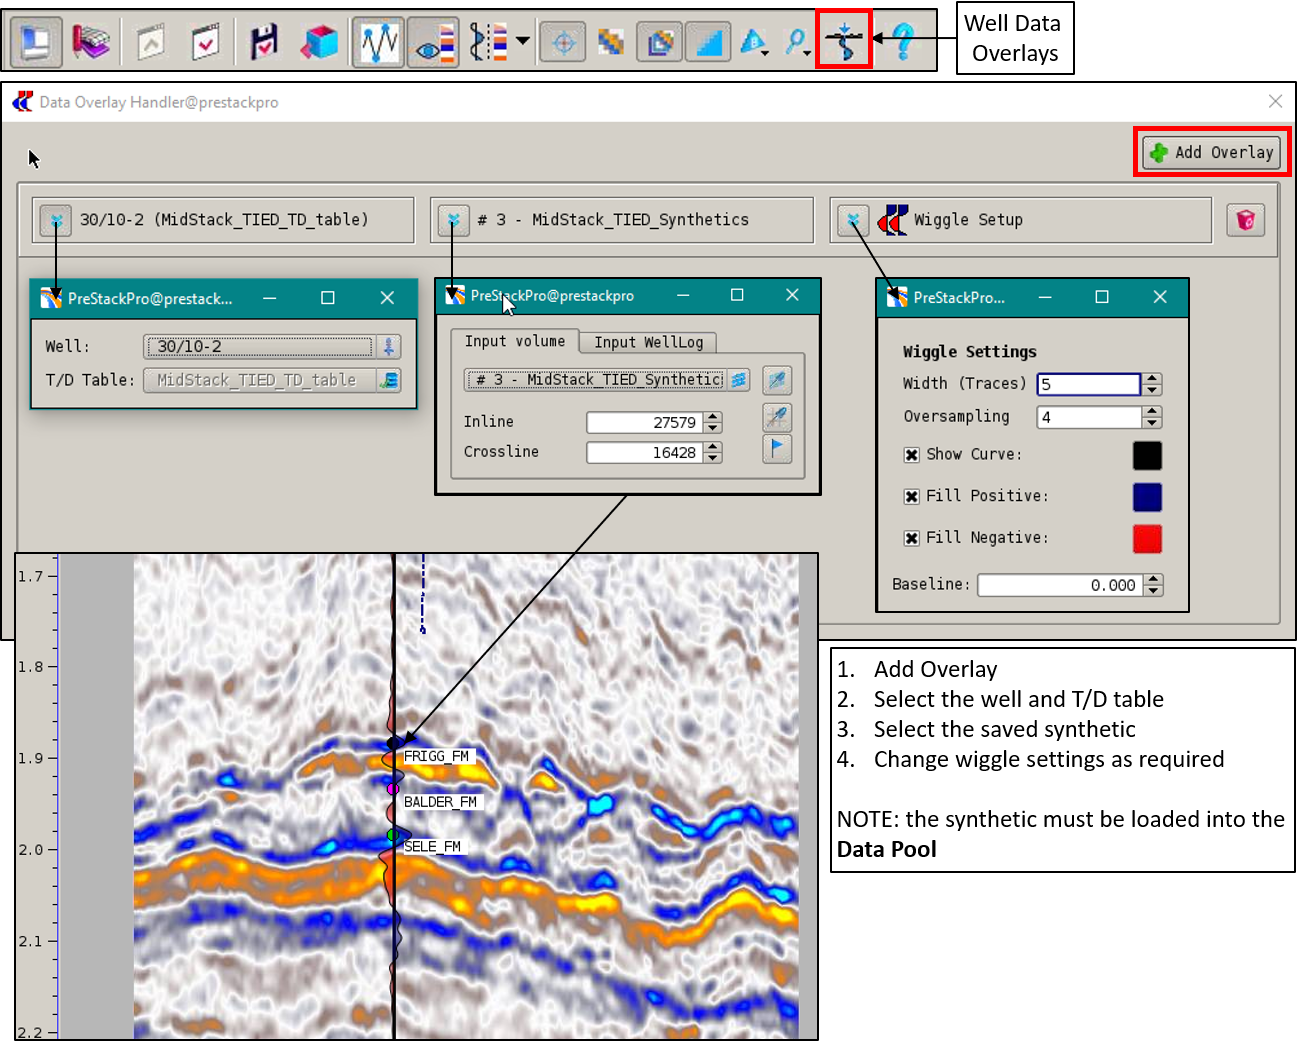 Well Data
Overlays
Data Overlay Handler@prestackpro
Add Overlay
30/10-2 (MidStack_TIED_TD_table)
# 3 - MidStack_TIED_Synthetics
Wiggle Setup
PreStackPro@prestack...
Well:
30/10-2
T/D Table:
MidStack_TIED_TD_table
PreStackPro@prestackpro
Input volume
Input WellLog
# 3 - MidStack_TIED_Synthetic
Inline
27579
Crossline
16428
PreStackPro...
Wiggle Settings
Width (Traces)
5
Oversampling
4
Show Curve:
Fill Positive:
Fill Negative:
Baseline:
0.000
1.7
1.8
1.9
2.0
2.1
2.2
FRIGG_FM
BALDER_FM
SELE_FM
1. Add Overlay
2. Select the well and T/D table
3. Select the saved synthetic
4. Change wiggle settings as required
NOTE: the synthetic must be loaded into the
Data Pool